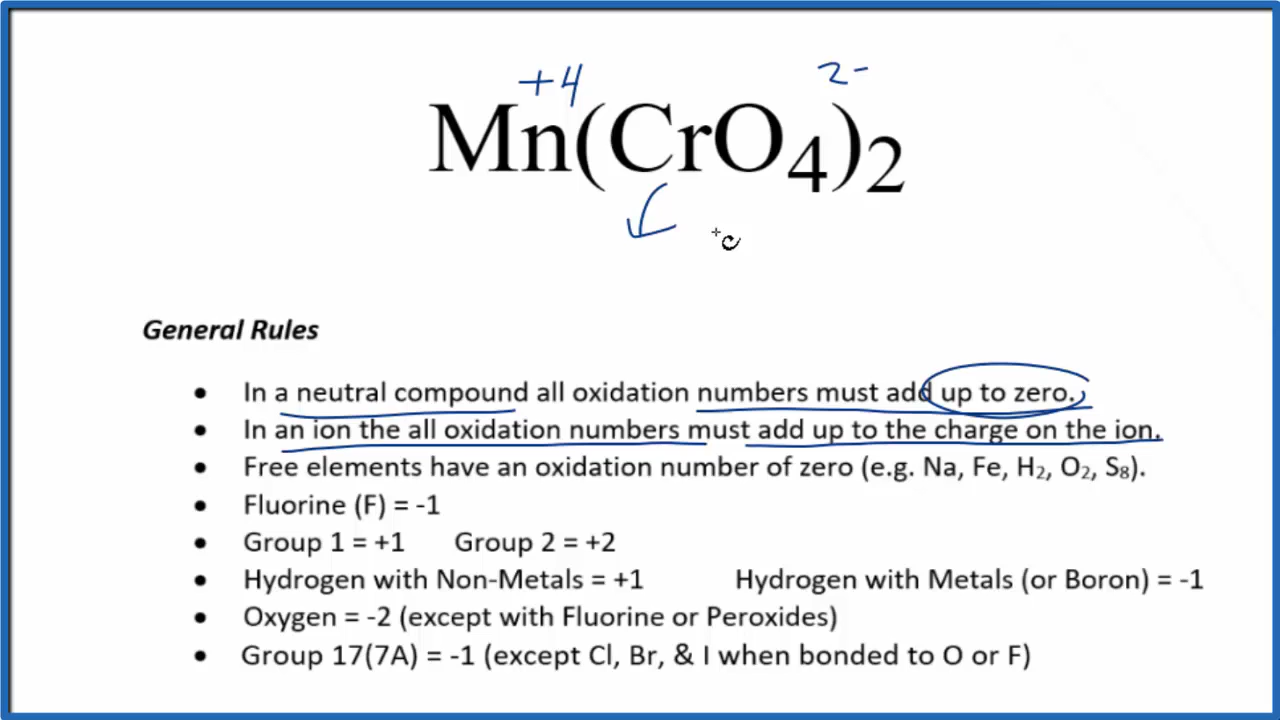 +4 2-
Mn(CrO₄)₂
General Rules
• In a neutral compound all oxidation numbers must add up to zero.
• In an ion the all oxidation numbers must add up to the charge on the ion.
• Free elements have an oxidation number of zero (e.g. Na, Fe, H₂, O₂, S₈).
• Fluorine (F) = -1
• Group 1 = +1 Group 2 = +2
• Hydrogen with Non-Metals = +1 Hydrogen with Metals (or Boron) = -1
• Oxygen = -2 (except with Fluorine or Peroxides)
• Group 17(7A) = -1 (except Cl, Br, & I when bonded to O or F)